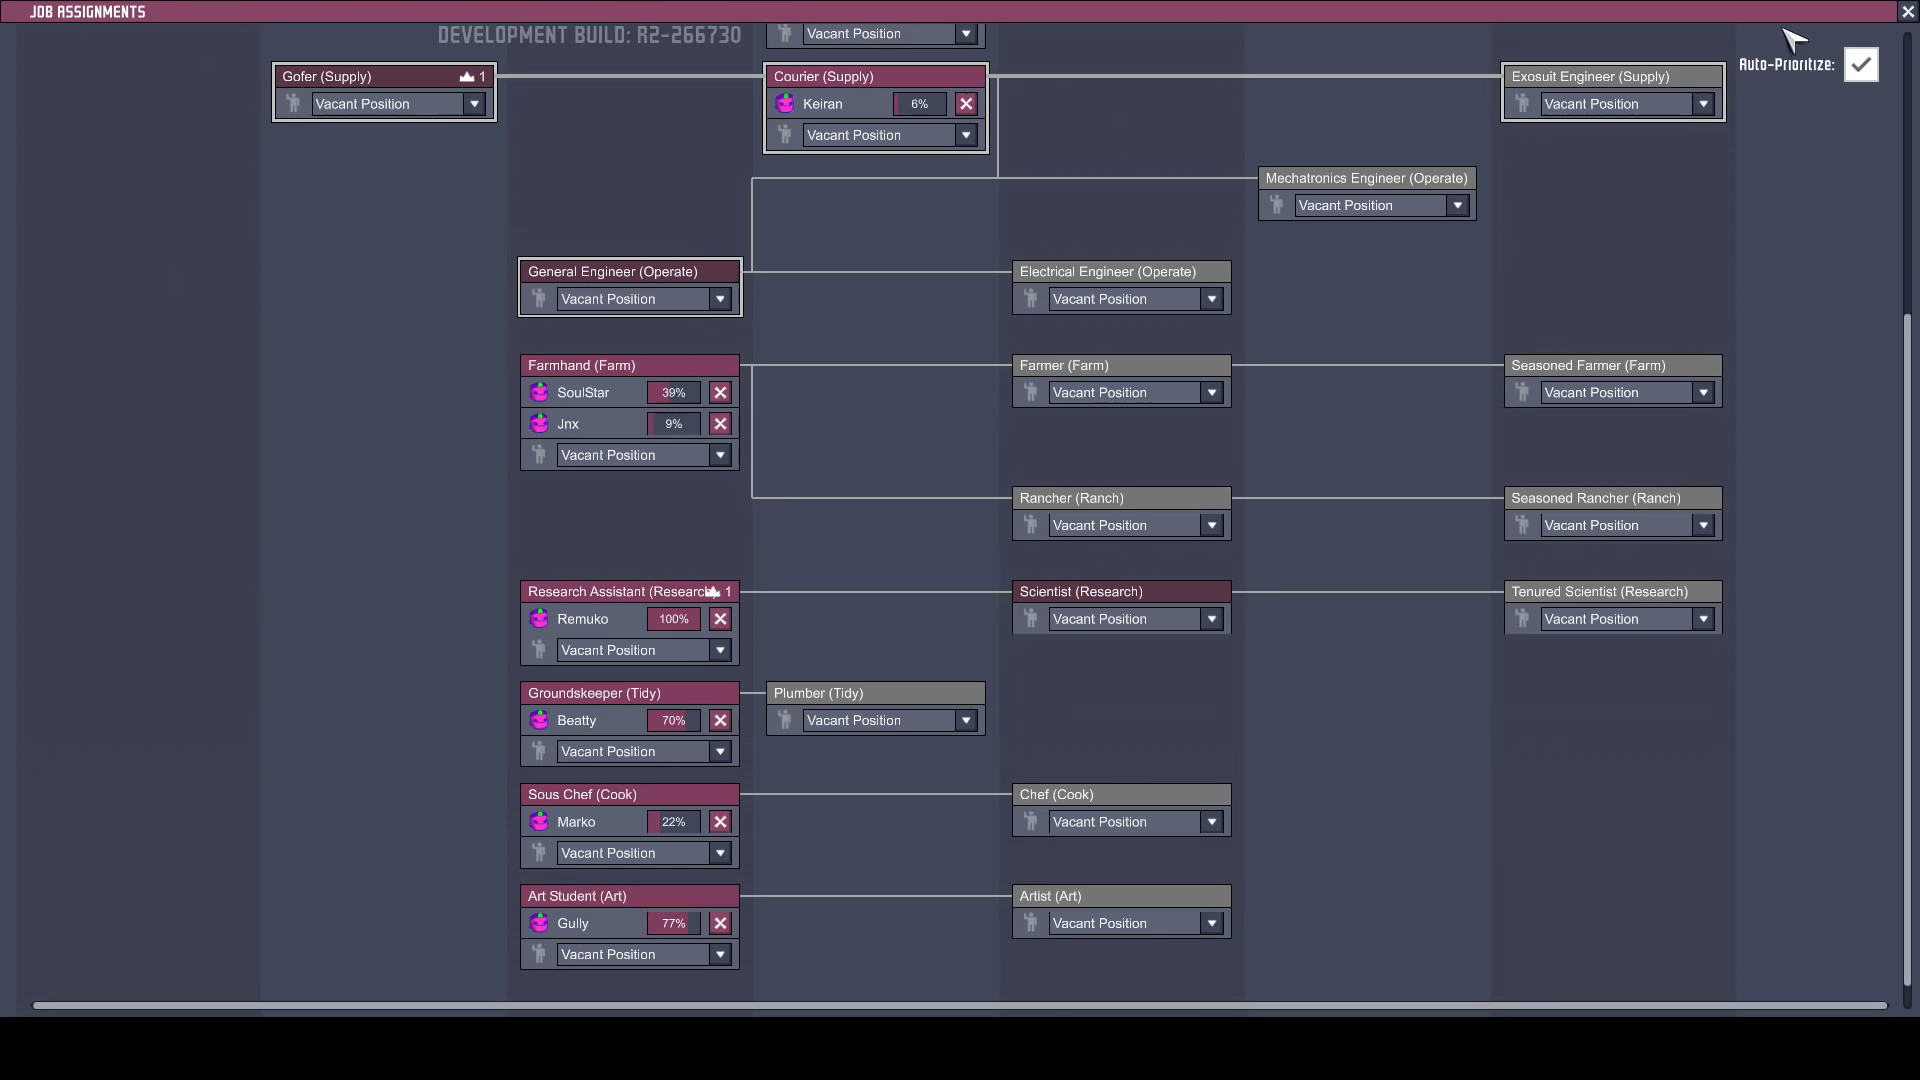 JOB ASSIGNMENTS
DEVELOPMENT BUILD: R2-266730
Vacant Position
Auto-Prioritize:
Gofer (Supply) 1
Vacant Position
Courier (Supply)
Keiran 6%
Vacant Position
Exosuit Engineer (Supply)
Vacant Position
Mechatronics Engineer (Operate)
Vacant Position
General Engineer (Operate)
Vacant Position
Electrical Engineer (Operate)
Vacant Position
Farmhand (Farm)
SoulStar 39%
Jnx 9%
Vacant Position
Farmer (Farm)
Vacant Position
Seasoned Farmer (Farm)
Vacant Position
Rancher (Ranch)
Vacant Position
Seasoned Rancher (Ranch)
Vacant Position
Research Assistant (Research 1
Remuko 100%
Vacant Position
Scientist (Research)
Vacant Position
Tenured Scientist (Research)
Vacant Position
Groundskeeper (Tidy)
Beatty 70%
Vacant Position
Plumber (Tidy)
Vacant Position
Sous Chef (Cook)
Marko 22%
Vacant Position
Chef (Cook)
Vacant Position
Art Student (Art)
Gully 77%
Vacant Position
Artist (Art)
Vacant Position